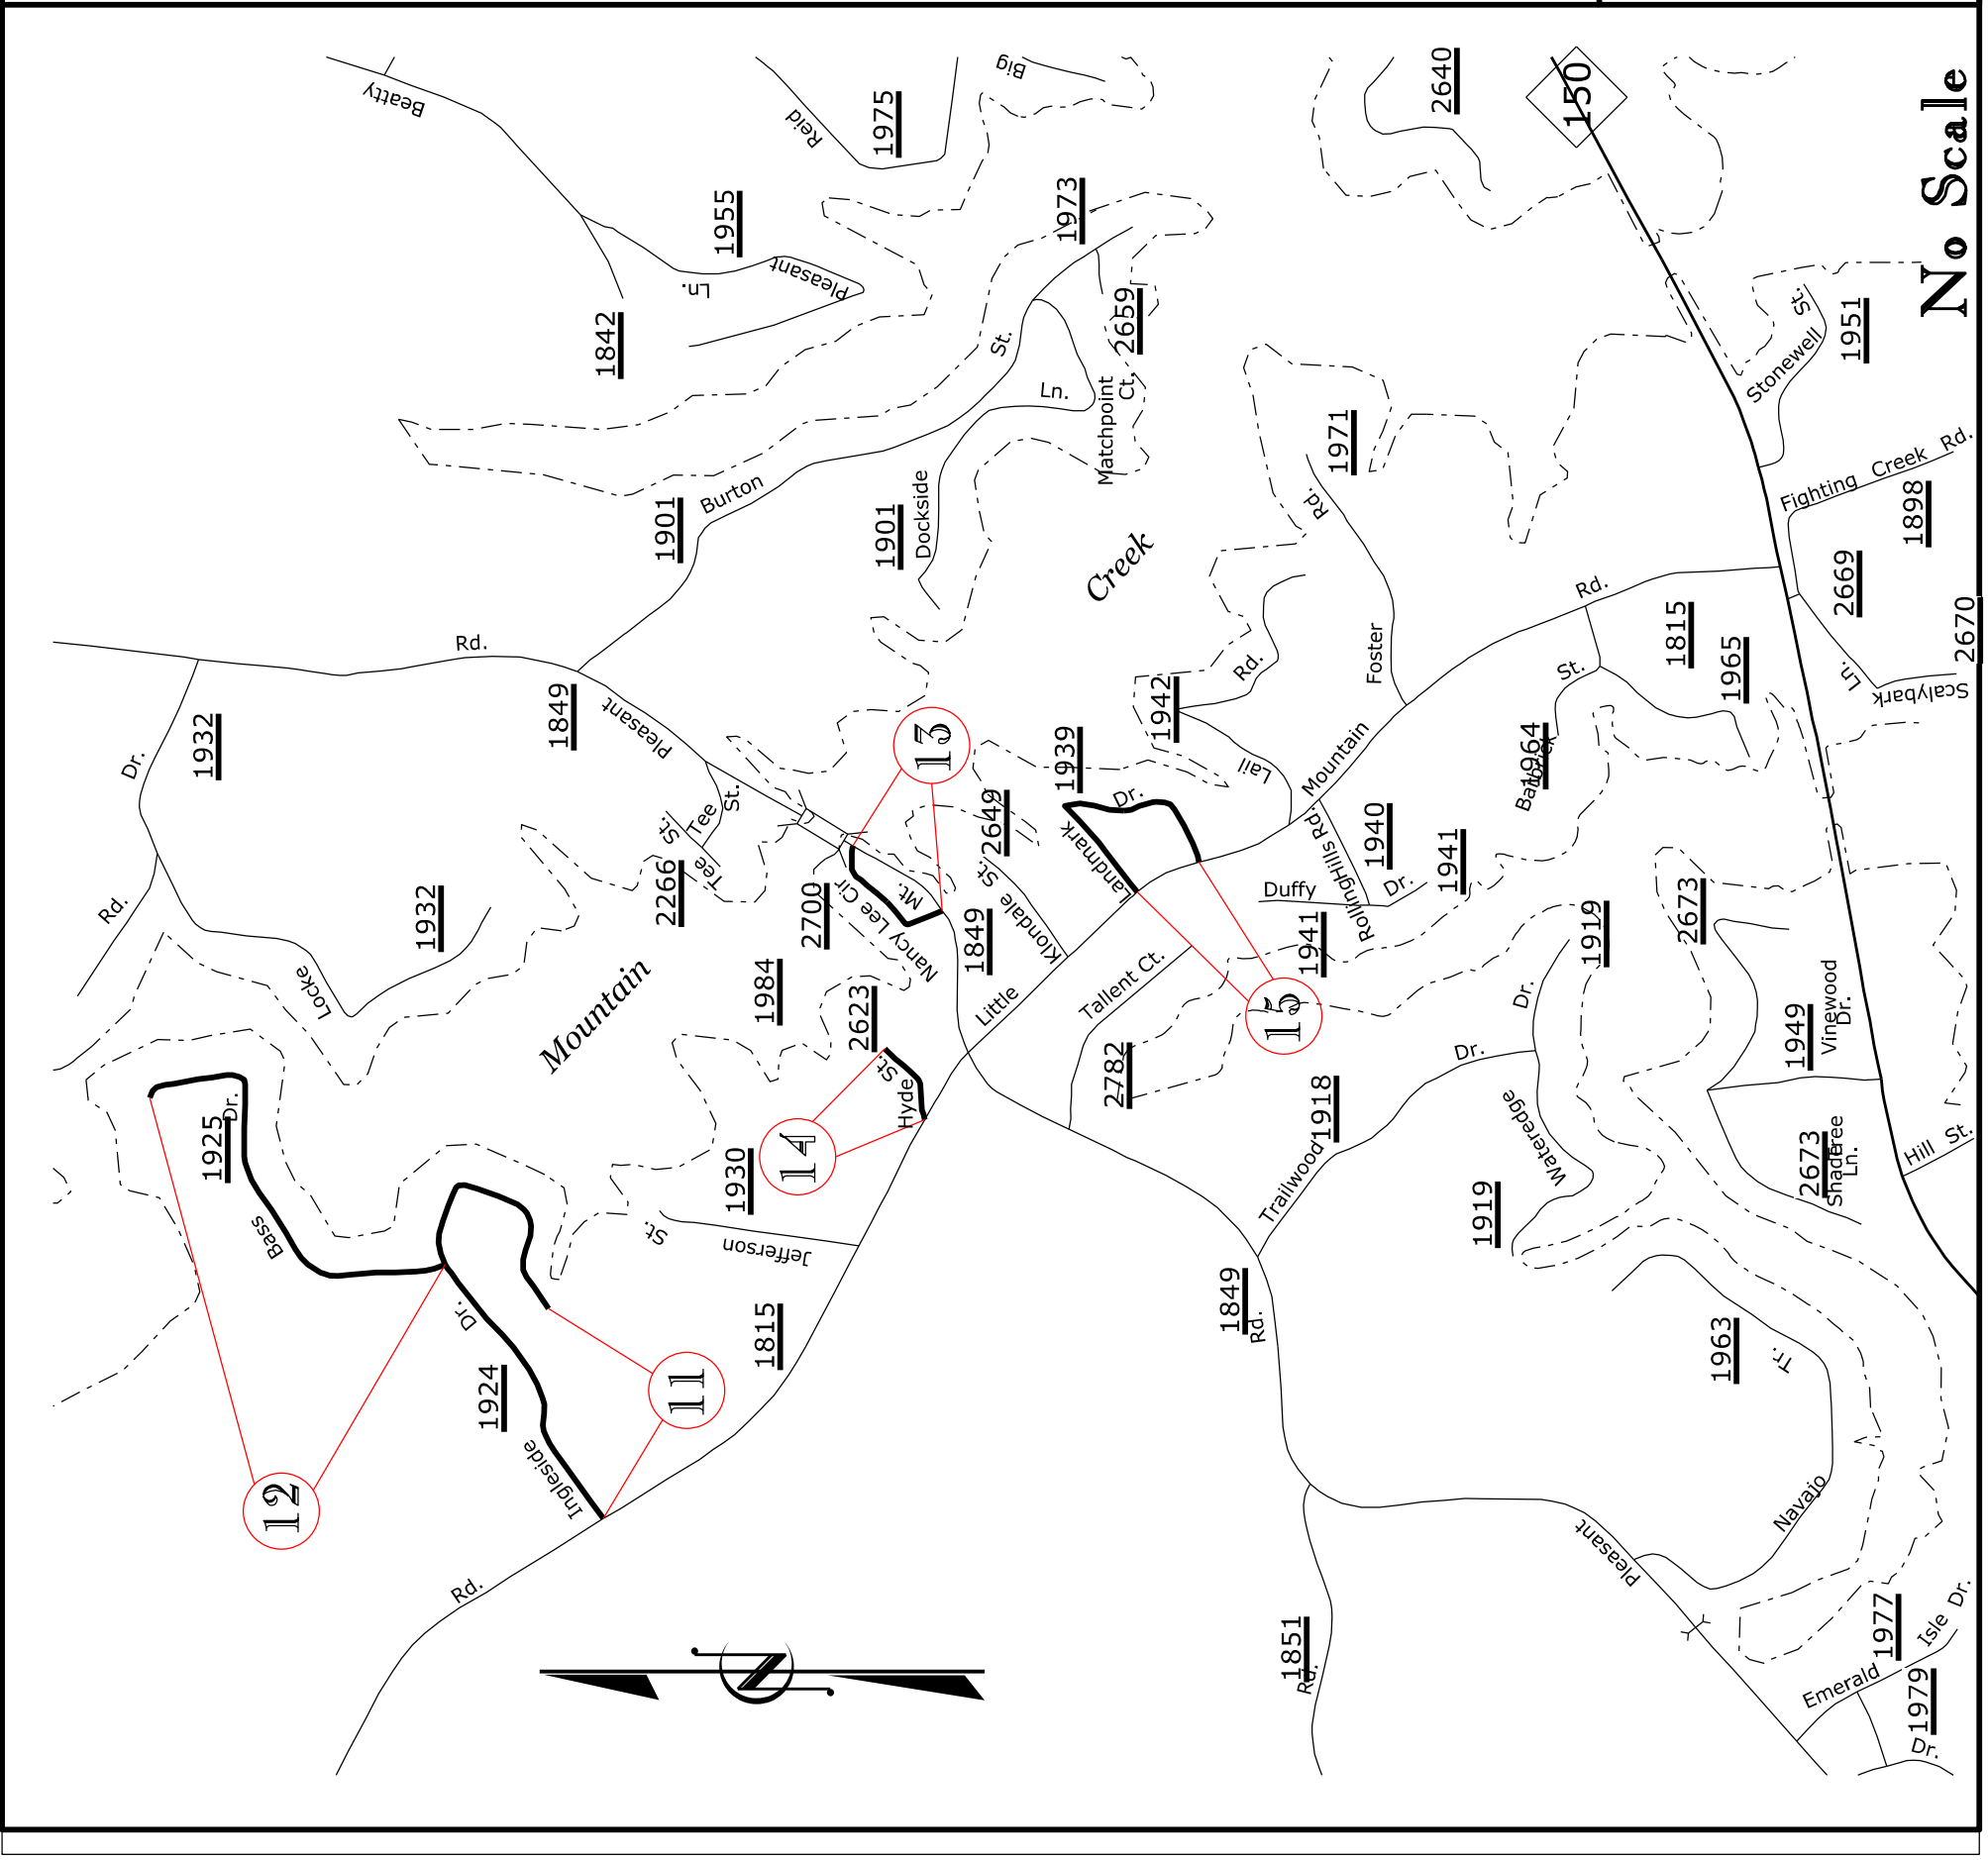 Beatty
Reid
1975
Big
2640
150
No Scale
1955
Pleasant
Ln.
1842
1973
2659
St.
Ln.
Matchpoint
Ct.
Stonewell
St.
1951
1971
Rd.
Fighting Creek Rd.
1898
1901
Burton
1901
Dockside
Creek
2669
2670
Rd.
1849
Pleasant
1932
Dr.
Rd.
Foster
Rd.
1815
1965
St.
Ln.
Scalybark
1942
1939
Lail
Mountain
1964
13
Tee
St.
Tee
St.
2266
2700
Nancy Lee Cir
Mt.
2649
Klondale St.
1849
Landmark
Dr.
1940
RollingHills Rd.
1941
Duffy
Dr.
1941
1919
2673
Rd.
1932
Locke
Mountain
1984
2623
Little
Tallent Ct.
15
Dr.
1949
Vinewood
Dr.
Hyde
St.
14
2782
1918
Dr.
Trailwood
Wateredge
1919
2673
Shadtree
Ln.
Hill St.
1925
Dr.
Bass
1930
St.
Jefferson
1849
Rd.
1963
Tr.
Navajo
1815
Dr.
1924
Ingleside
11
12
Rd.
N
1851
Rd.
Pleasant
1977
Emerald Isle Dr.
1979
Dr.